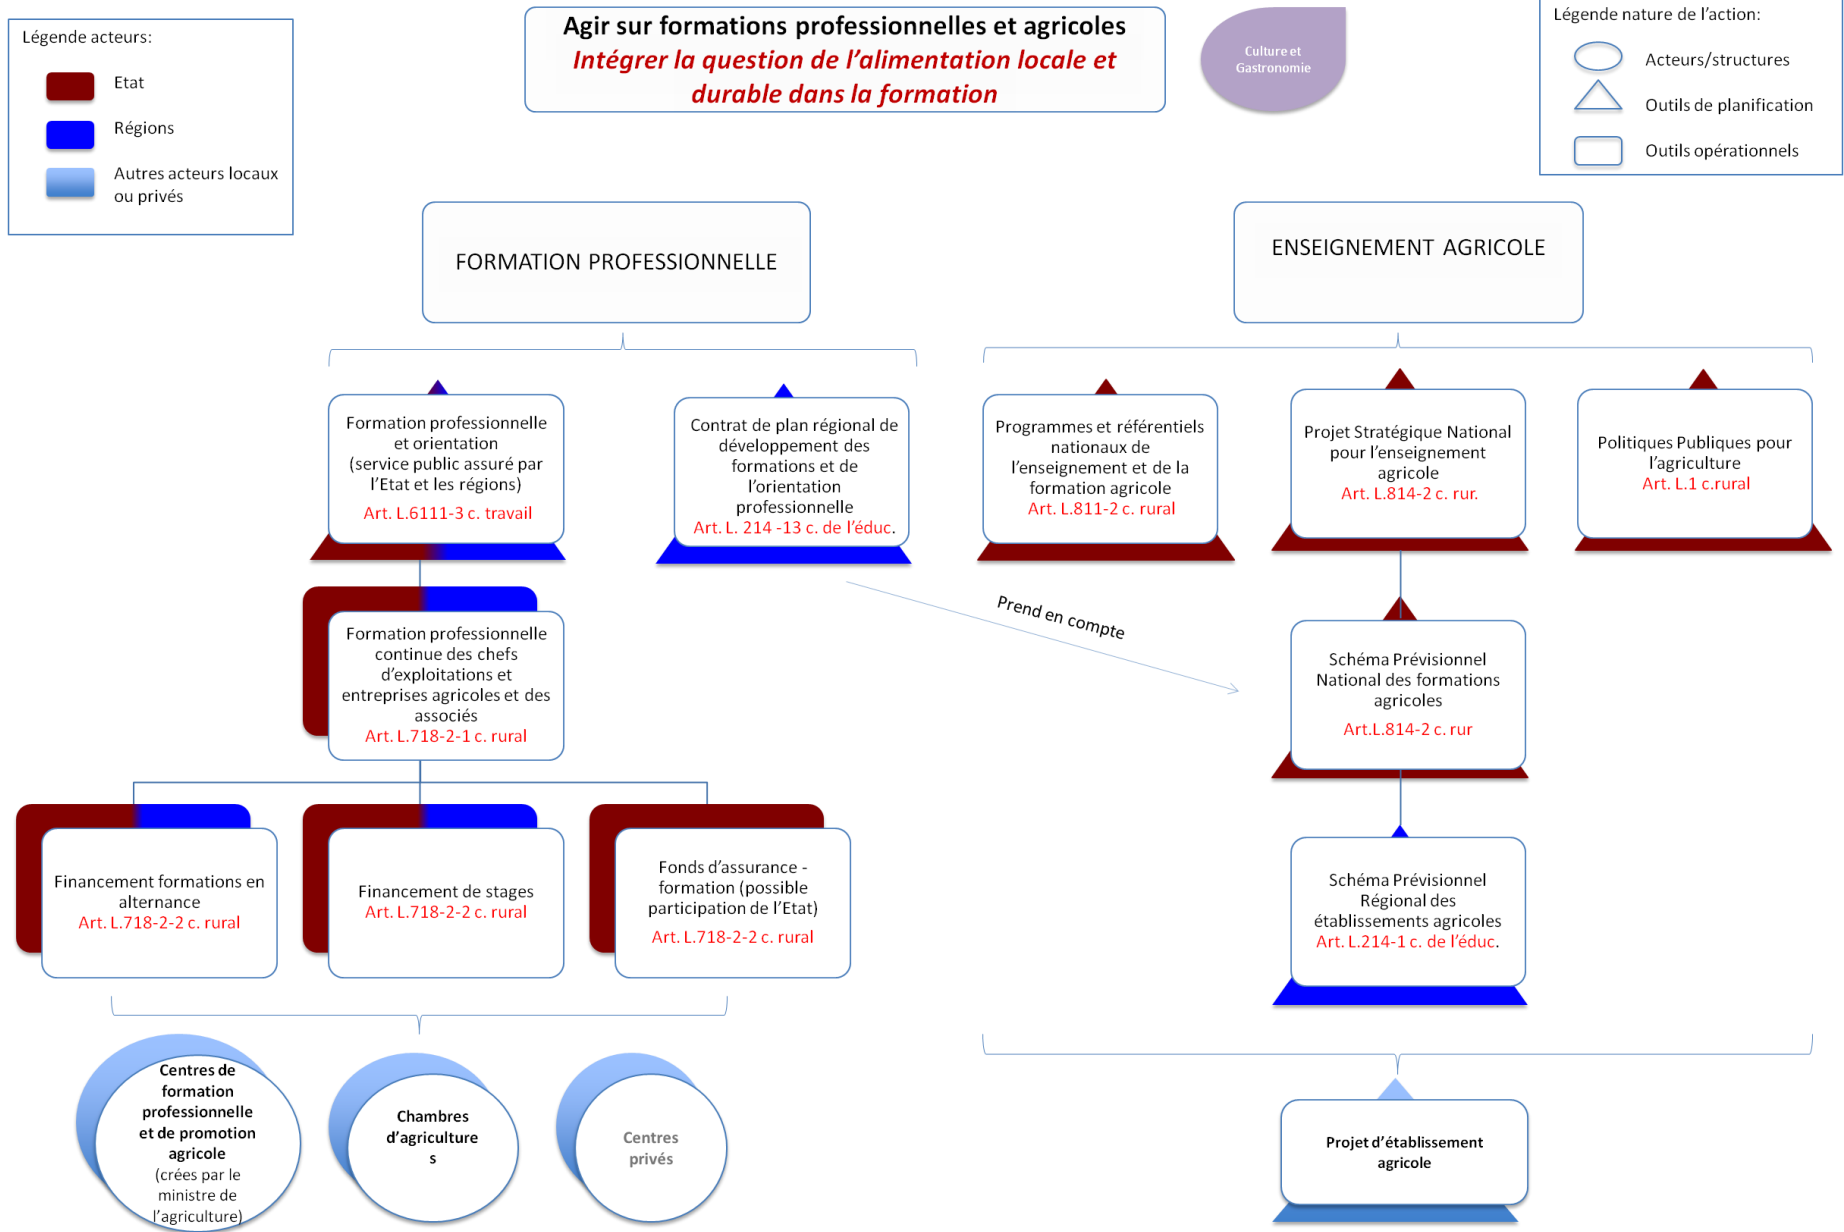 Légende acteurs:
Etat
Régions
Autres acteurs locaux
ou privés
Agir sur formations professionnelles et agricoles
Intégrer la question de l’alimentation locale et
durable dans la formation
Culture et
Gastronomie
Légende nature de l’action:
Acteurs/structures
Outils de planification
Outils opérationnels
FORMATION PROFESSIONNELLE
ENSEIGNEMENT AGRICOLE
Formation professionnelle
et orientation
(service public assuré par
l’Etat et les régions)
Art. L.6111-3 c. travail
Contrat de plan régional de
développement des
formations et de
l’orientation
professionnelle
Art. L. 214 -13 c. de l’éduc.
Programmes et référentiels
nationaux de
l’enseignement et de la
formation agricole
Art. L.811-2 c. rural
Projet Stratégique National
pour l’enseignement
agricole
Art. L.814-2 c. rur.
Politiques Publiques pour
l’agriculture
Art. L.1 c.rural
Prend en compte
Formation professionnelle
continue des chefs
d’exploitations et
entreprises agricoles et des
associés
Art. L.718-2-1 c. rural
Schéma Prévisionnel
National des formations
agricoles
Art.L.814-2 c. rur
Financement formations en
alternance
Art. L.718-2-2 c. rural
Financement de stages
Art. L.718-2-2 c. rural
Fonds d’assurance -
formation (possible
participation de l’Etat)
Art. L.718-2-2 c. rural
Schéma Prévisionnel
Régional des
établissements agricoles
Art. L.214-1 c. de l’éduc.
Centres de
formation
professionnelle
et de promotion
agricole
(crées par le
ministre de
l’agriculture)
Chambres
d’agriculture
s
Centres
privés
Projet d’établissement
agricole